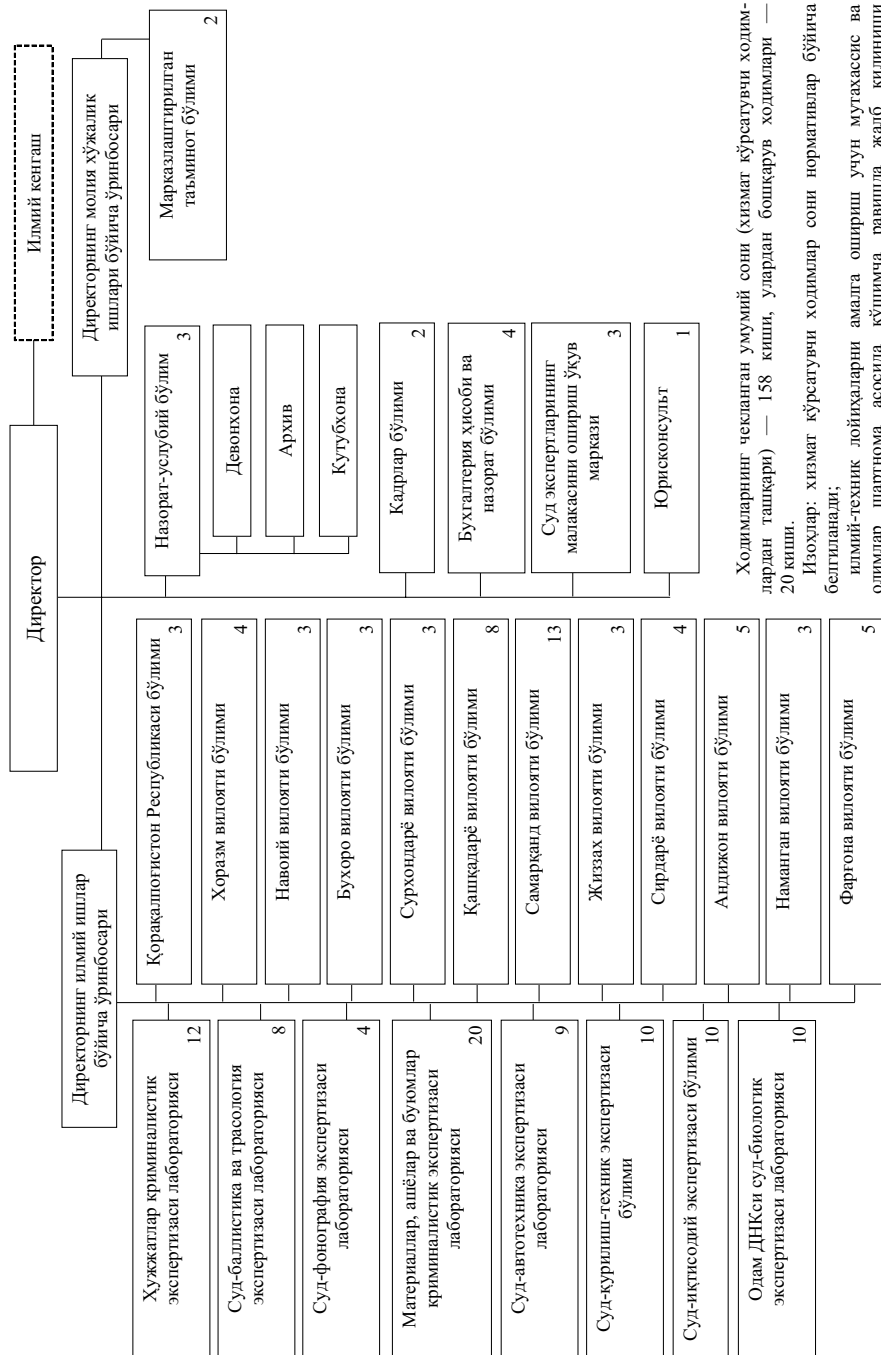 Илмий кенгаш
Директор
Директорнинг молия хўжалик
ишлари бўйича ўринбосари
Марказлаштирилган
таъминот бўлими
2
Назорат-услубий бўлим
3
Девонхона
Архив
Кутубхона
Кадрлар бўлими
2
Бухгалтерия ҳисоби ва
назорат бўлими
4
Суд экспертларининг
малакасини ошириш ўқув
маркази
3
Юрисконсульт
1
Директорнинг илмий ишлар
бўйича ўринбосари
Қорақалпоғистон Республикаси бўлими
3
Хоразм вилояти бўлими
4
Навоий вилояти бўлими
3
Бухоро вилояти бўлими
3
Сурхондарё вилояти бўлими
3
Қашқадарё вилояти бўлими
8
Самарқанд вилояти бўлими
13
Жиззах вилояти бўлими
3
Сирдарё вилояти бўлими
4
Андижон вилояти бўлими
5
Наманган вилояти бўлими
3
Фарғона вилояти бўлими
5
Ҳужжатлар криминалистик
экспертизаси лабораторияси
12
Суд-баллистика ва трасология
экспертизаси лабораторияси
8
Суд-фонография экспертизаси
лабораторияси
4
Материаллар, ашёлар ва буюмлар
криминалистик экспертизаси
лабораторияси
20
Суд-автотехника экспертизаси
лабораторияси
9
Суд-қурилиш-техник экспертизаси
бўлими
10
Суд-иқтисодий экспертизаси бўлими
10
Одам ДНКси суд-биологик
экспертизаси лабораторияси
10
Ходимларнинг чекланган умумий сони (хизмат кўрсатувчи ходим-
лардан ташқари) — 158 киши, улардан бошқарув ходимлари —
20 киши.
Изоҳлар: хизмат кўрсатувчи ходимлар сони нормативлар бўйича
белгиланади;
илмий-техник лойиҳаларни амалга ошириш учун мутахассис ва
олимлар шартнома асосида қўшимча равишда жалб қилиниши